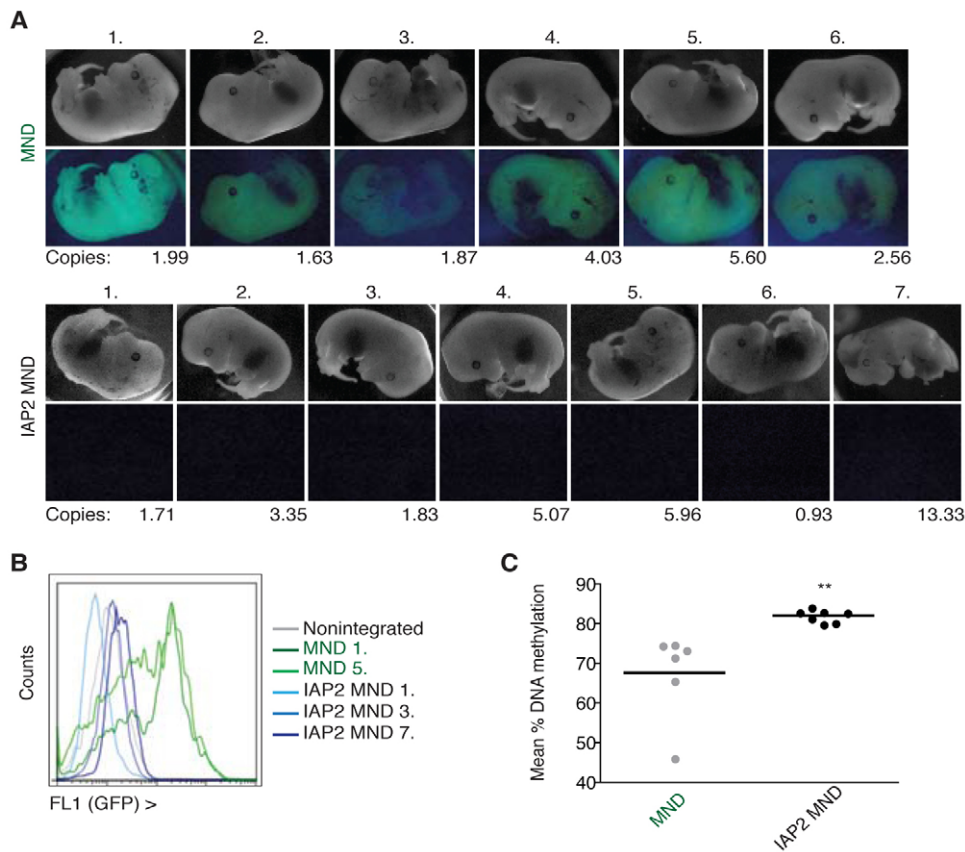 A
1. 2. 3. 4. 5. 6.
MND
Copies: 1.99 1.63 1.87 4.03 5.60 2.56
1. 2. 3. 4. 5. 6. 7.
IAP2 MND
Copies: 1.71 3.35 1.83 5.07 5.96 0.93 13.33
B
Counts
FL1 (GFP) >
Nonintegrated
MND 1.
MND 5.
IAP2 MND 1.
IAP2 MND 3.
IAP2 MND 7.
C
Mean % DNA methylation
90
80
70
60
50
40
**
MND
IAP2 MND